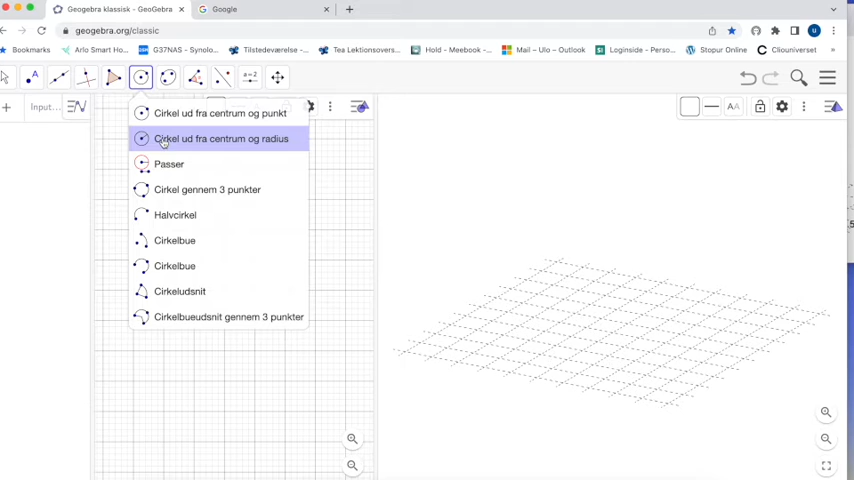 Geogebra klassisk - GeoGebra
Google
geogebra.org/classic
Bookmarks
Arlo Smart Ho...
G37NAS - Synolo...
Tilstedeværelse -...
Tea Lektionsovers...
Hold - Meebook -...
Mail – Ulo – Outlook
Loginside - Perso...
Stopur Online
Cliouniverset
a=2
Input...
AA
Cirkel ud fra centrum og punkt
Cirkel ud fra centrum og radius
Passer
Cirkel gennem 3 punkter
Halvcirkel
Cirkelbue
Cirkelbue
Cirkeludsnit
Cirkelbueudsnit gennem 3 punkter